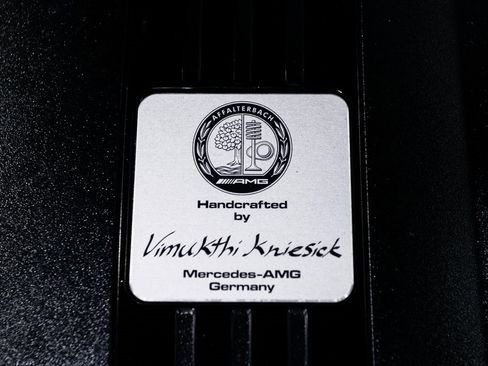 AFFALTERBACH
AMG
Handcrafted
by
Vimukthi Kniesick
Mercedes-AMG
Germany